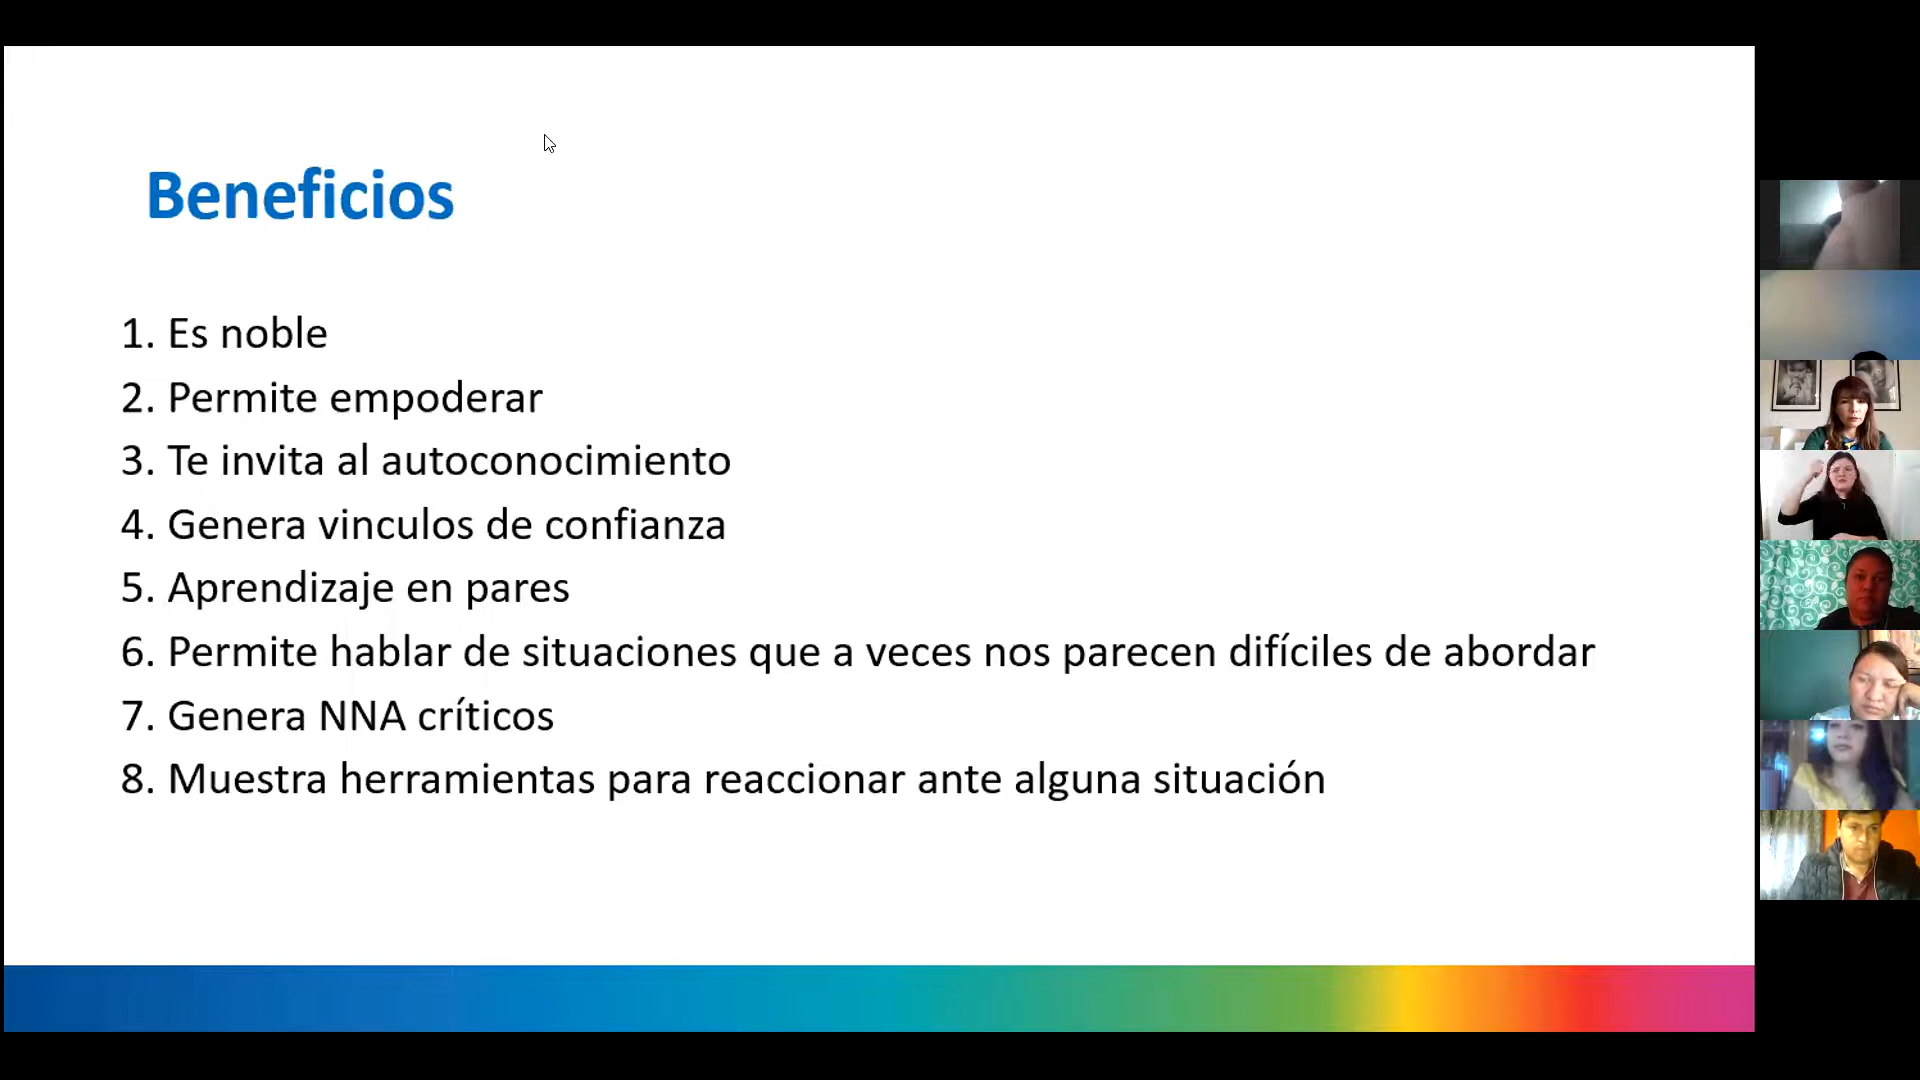 Beneficios
1. Es noble
2. Permite empoderar
3. Te invita al autoconocimiento
4. Genera vinculos de confianza
5. Aprendizaje en pares
6. Permite hablar de situaciones que a veces nos parecen difíciles de abordar
7. Genera NNA críticos
8. Muestra herramientas para reaccionar ante alguna situación